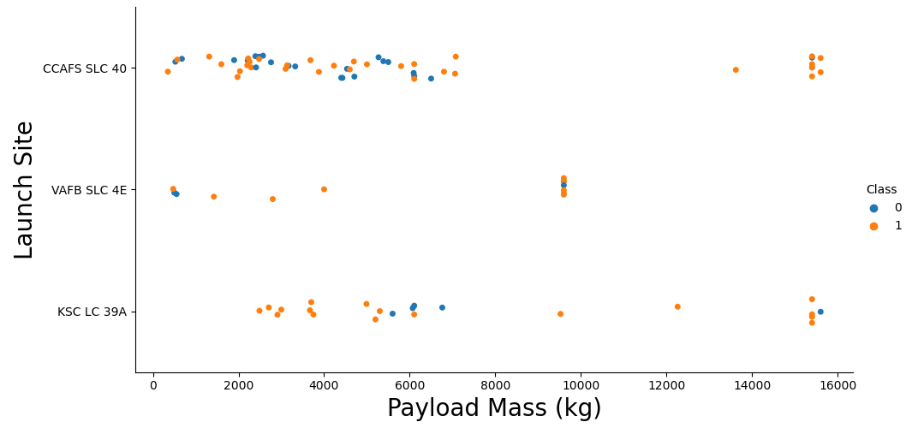 Launch Site
CCAFS SLC 40
VAFB SLC 4E
KSC LC 39A
Class
0
1
0 2000 4000 6000 8000 10000 12000 14000 16000
Payload Mass (kg)